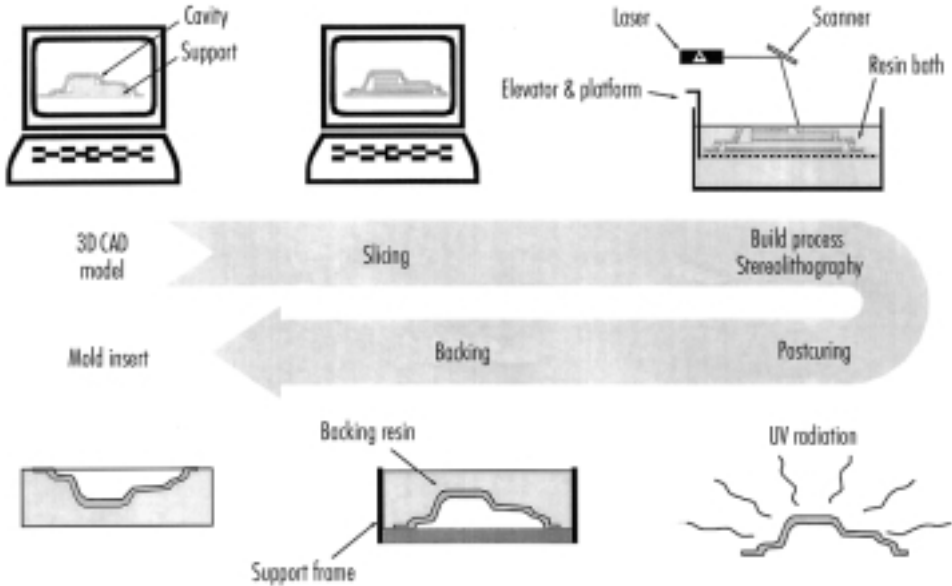 Cavity
Support
Laser
Scanner
Resin bath
Elevator & platform
3D CAD
model
Slicing
Build process
Stereolithography
Mold insert
Backing
Postcuring
Backing resin
UV radiation
Support frame